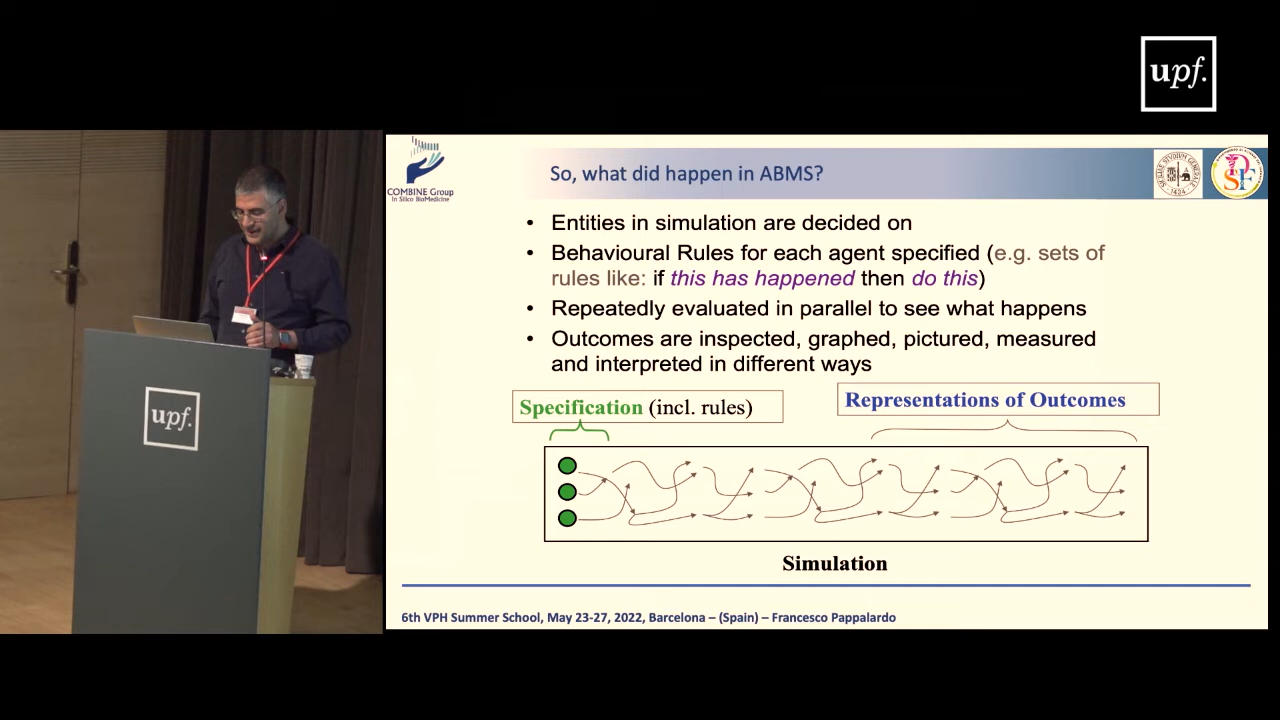 upf.
COMBINE Group
In Silico BioMedicine
So, what did happen in ABMS?
• Entities in simulation are decided on
• Behavioural Rules for each agent specified (e.g. sets of
rules like: if this has happened then do this)
• Repeatedly evaluated in parallel to see what happens
• Outcomes are inspected, graphed, pictured, measured
and interpreted in different ways
Specification (incl. rules)
Representations of Outcomes
Simulation
6th VPH Summer School, May 23-27, 2022, Barcelona – (Spain) – Francesco Pappalardo
upf.